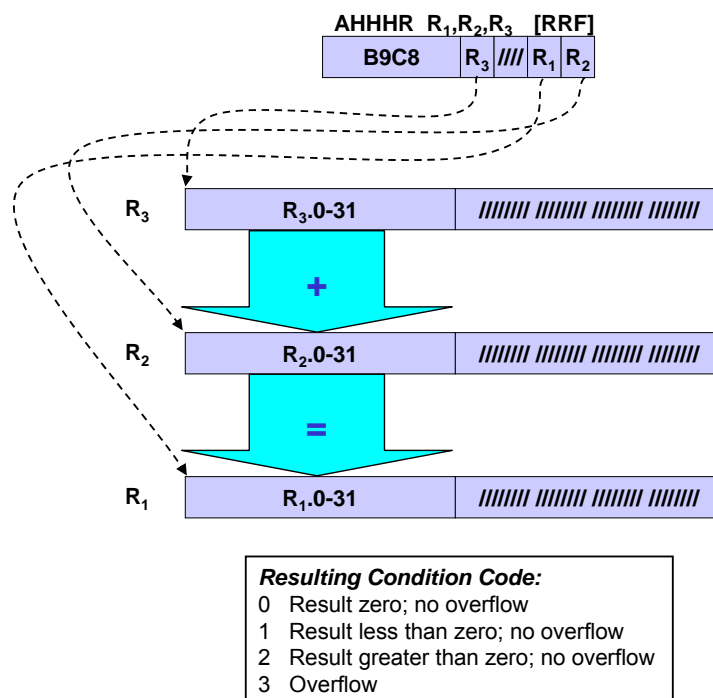 AHHHR R₁,R₂,R₃ [RRF]
B9C8 R₃ //// R₁ R₂
R₃ R₃.0-31 //////// //////// //////// ////////
+
R₂ R₂.0-31 //////// //////// //////// ////////
=
R₁ R₁.0-31 //////// //////// //////// ////////
Resulting Condition Code:
0 Result zero; no overflow
1 Result less than zero; no overflow
2 Result greater than zero; no overflow
3 Overflow